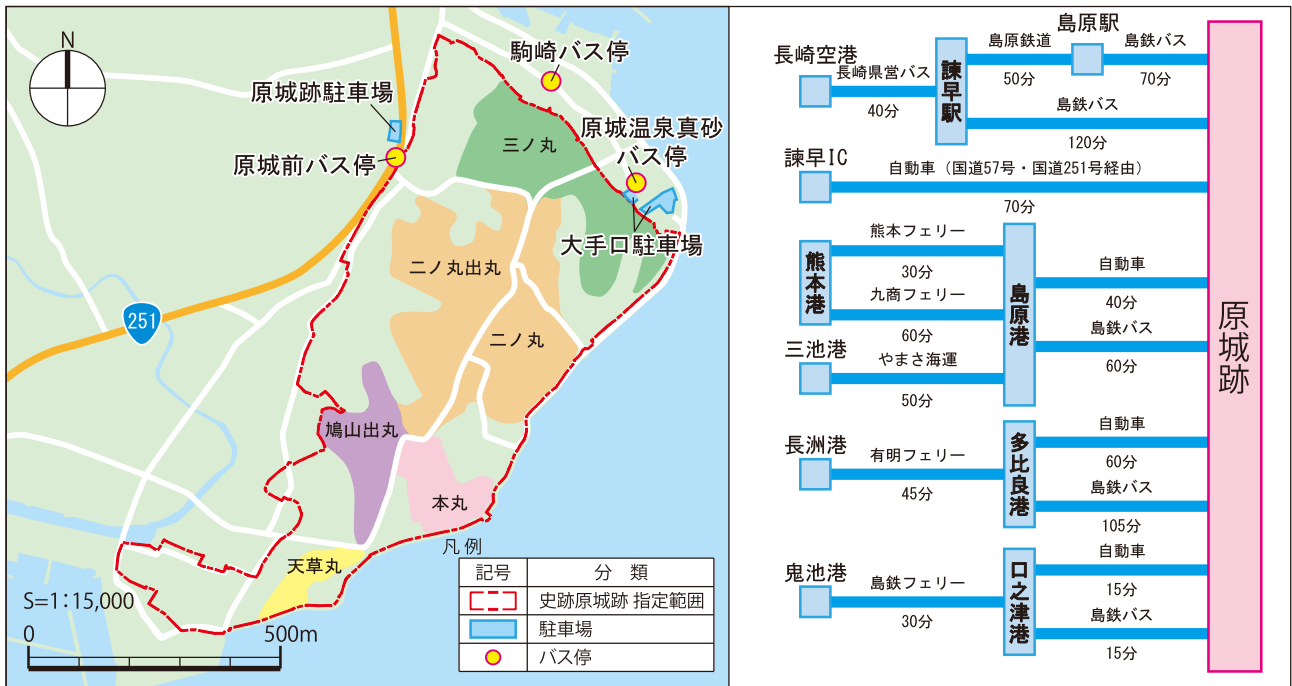 N
駒崎バス停
原城跡駐車場
原城温泉真砂
バス停
三ノ丸
原城前バス停
大手口駐車場
二ノ丸出丸
251
二ノ丸
鳩山出丸
本丸
天草丸
凡例
記号 分類
史跡原城跡 指定範囲
駐車場
バス停
S=1:15,000
0 500m
島原駅
長崎空港
長崎県営バス
40分
諫早駅
島原鉄道
50分
島鉄バス
70分
島鉄バス
120分
諫早IC
自動車（国道57号・国道251号経由）
70分
熊本港
熊本フェリー
30分
九商フェリー
60分
島原港
自動車
40分
島鉄バス
60分
三池港
やまさ海運
50分
長洲港
有明フェリー
45分
多比良港
自動車
60分
島鉄バス
105分
鬼池港
島鉄フェリー
30分
口之津港
自動車
15分
島鉄バス
15分
原城跡